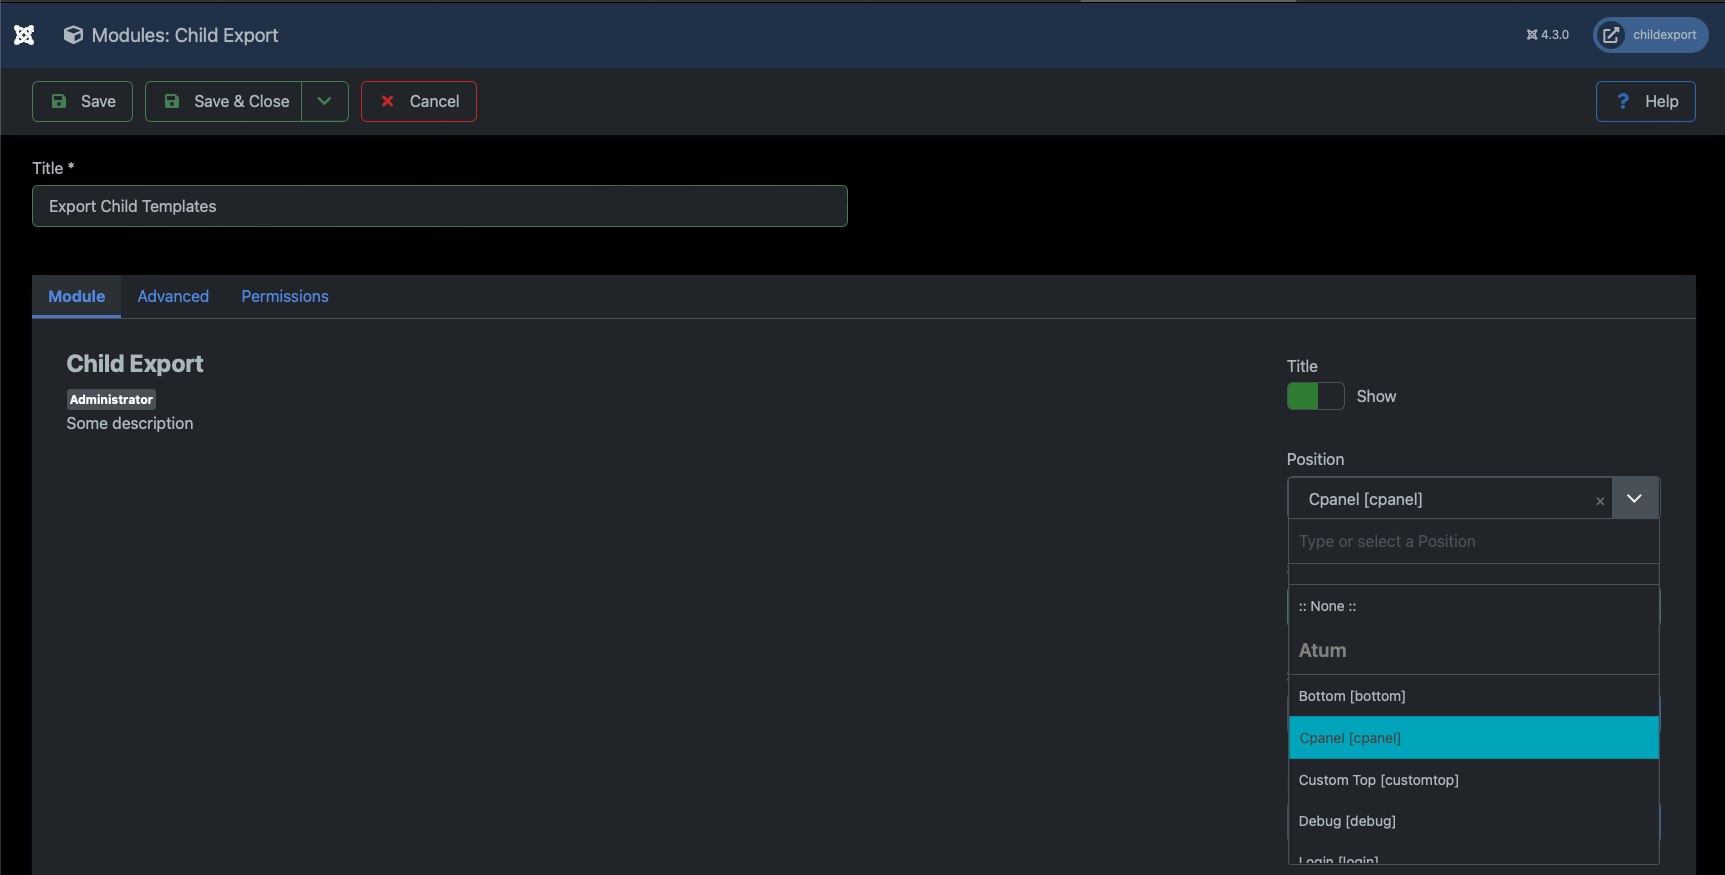 Modules: Child Export
4.3.0
childexport
Save
Save & Close
Cancel
? Help
Title *
Export Child Templates
Module
Advanced
Permissions
Child Export
Administrator
Some description
Title
Show
Position
Cpanel [cpanel]
Type or select a Position
:: None ::
Atum
Bottom [bottom]
Cpanel [cpanel]
Custom Top [customtop]
Debug [debug]
Login [login]